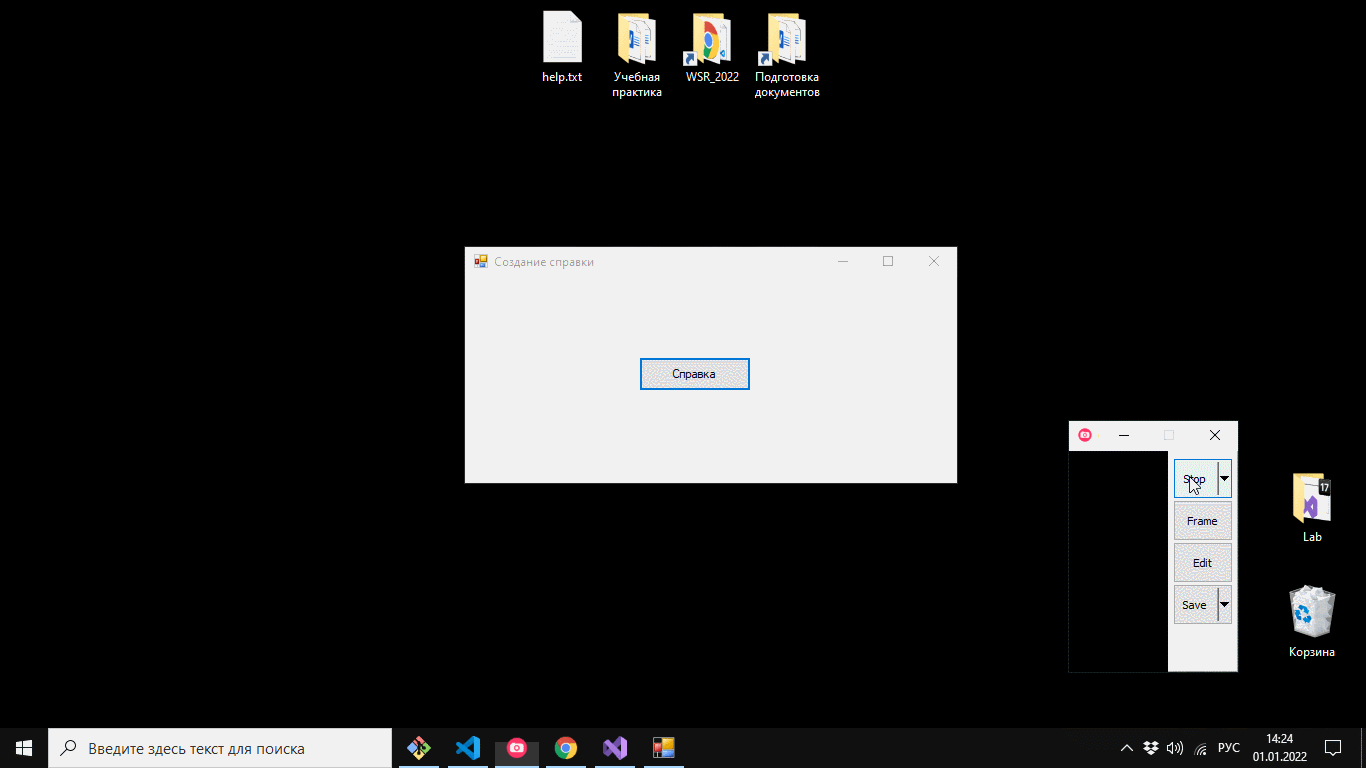 help.txt
Учебная
практика
WSR_2022
Подготовка
документов
Создание справки
Справка
Stop
Frame
Edit
Save
17
Lab
Корзина
Введите здесь текст для поиска
РУС
14:24
01.01.2022